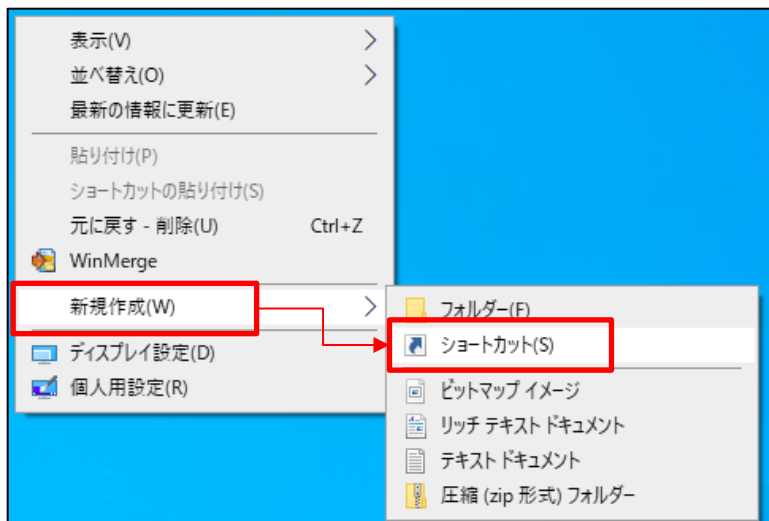 表示(V)
並べ替え(O)
最新の情報に更新(E)
貼り付け(P)
ショートカットの貼り付け(S)
元に戻す - 削除(U) Ctrl+Z
WinMerge
新規作成(W)
ディスプレイ設定(D)
個人用設定(R)
フォルダー(F)
ショートカット(S)
ビットマップ イメージ
リッチ テキスト ドキュメント
テキスト ドキュメント
圧縮 (zip 形式) フォルダー